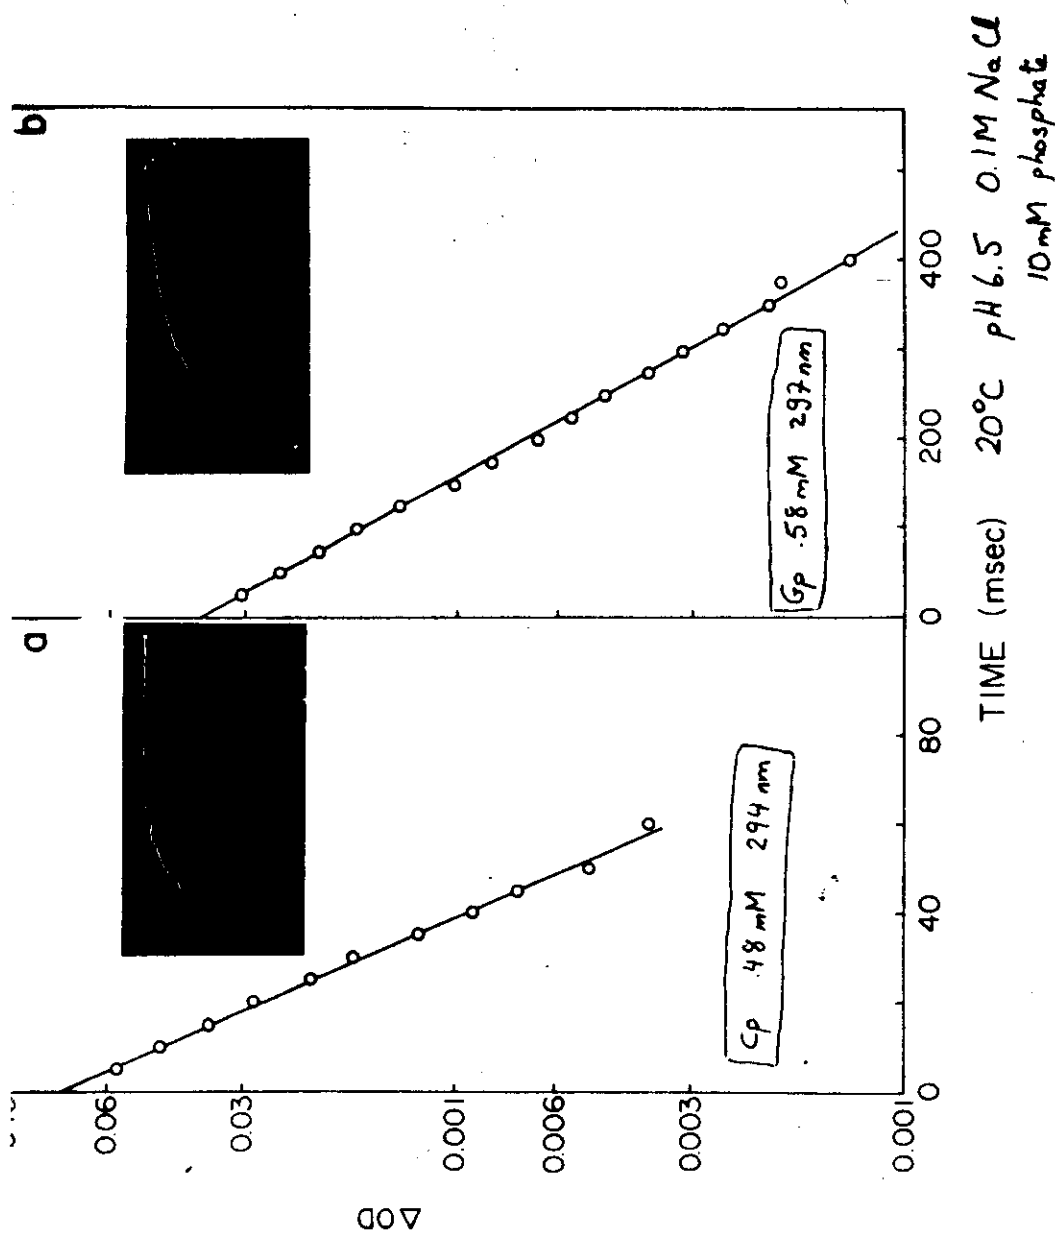 a
b
0.06
0.03
0.001
0.006
0.003
0.001
ΔOD
0
40
80
0
200
400
Cp .48 mM 294 nm
Gp .58 mM 297 nm
TIME (msec)
20°C pH 6.5 0.1M NaCl
10mM phosphate